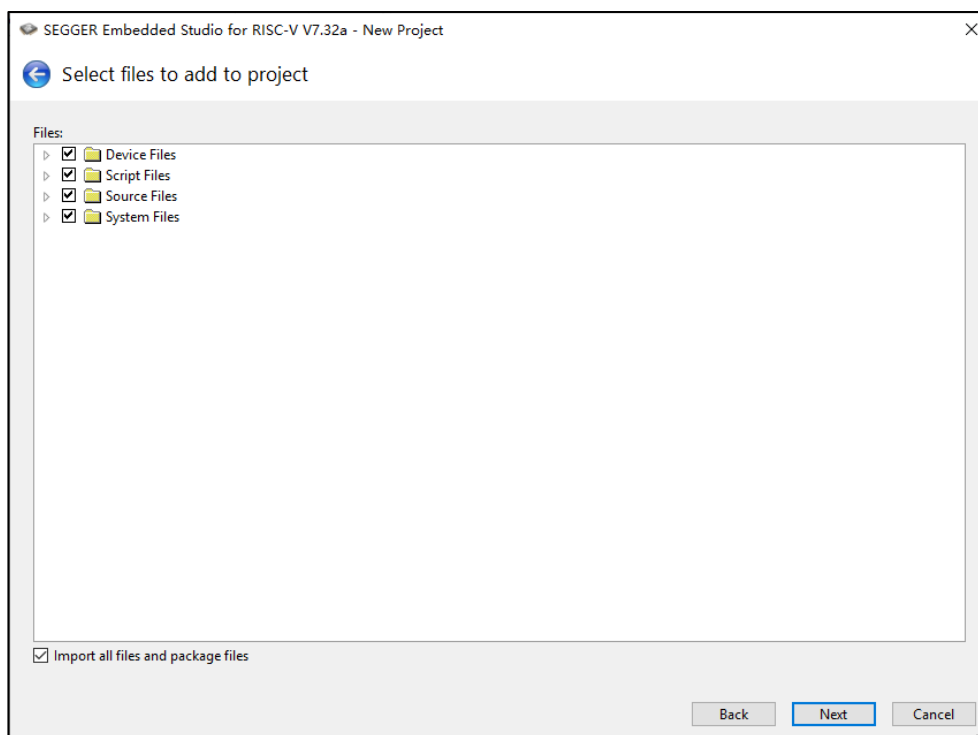 SEGGER Embedded Studio for RISC-V V7.32a - New Project
Select files to add to project
Files:
Device Files
Script Files
Source Files
System Files
Import all files and package files
Back Next Cancel